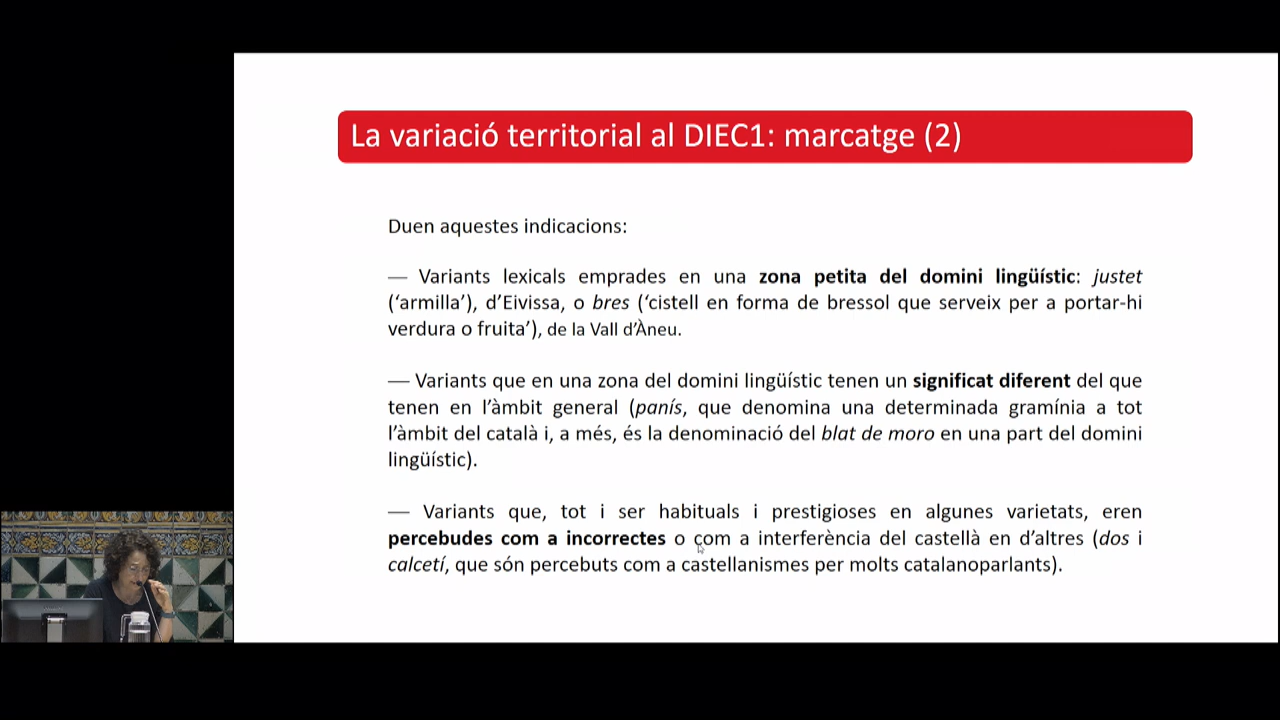 La variació territorial al DIEC1: marcatge (2)
Duen aquestes indicacions:
— Variants lexicals emprades en una zona petita del domini lingüístic: justet
(‘armilla’), d’Eivissa, o bres (‘cistell en forma de bressol que serveix per a portar-hi
verdura o fruita’), de la Vall d’Àneu.
— Variants que en una zona del domini lingüístic tenen un significat diferent del que
tenen en l’àmbit general (panís, que denomina una determinada gramínia a tot
l’àmbit del català i, a més, és la denominació del blat de moro en una part del domini
lingüístic).
— Variants que, tot i ser habituals i prestigioses en algunes varietats, eren
percebudes com a incorrectes o com a interferència del castellà en d’altres (dos i
calcetí, que són percebuts com a castellanismes per molts catalanoparlants).